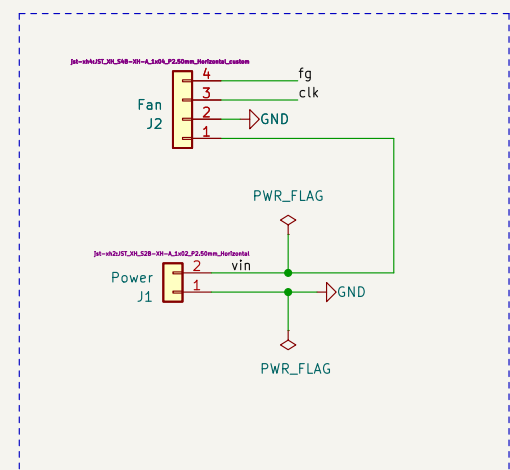 jst-xh4:JST_XH_S4B-XH-A_1x04_P2.50mm_Horizontal_custom
4 fg
3 clk
Fan
2 GND
J2
1
PWR_FLAG
jst-xh2:JST_XH_S2B-XH-A_1x02_P2.50mm_Horizontal
2 vin
Power
1 GND
J1
PWR_FLAG